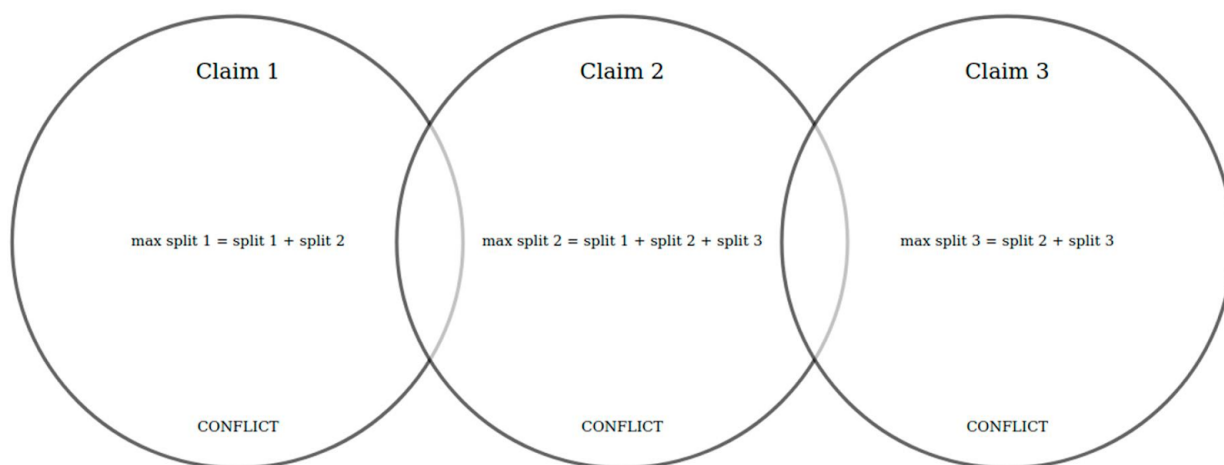 Claim 1
Claim 2
Claim 3
max split 1 = split 1 + split 2
max split 2 = split 1 + split 2 + split 3
max split 3 = split 2 + split 3
CONFLICT
CONFLICT
CONFLICT